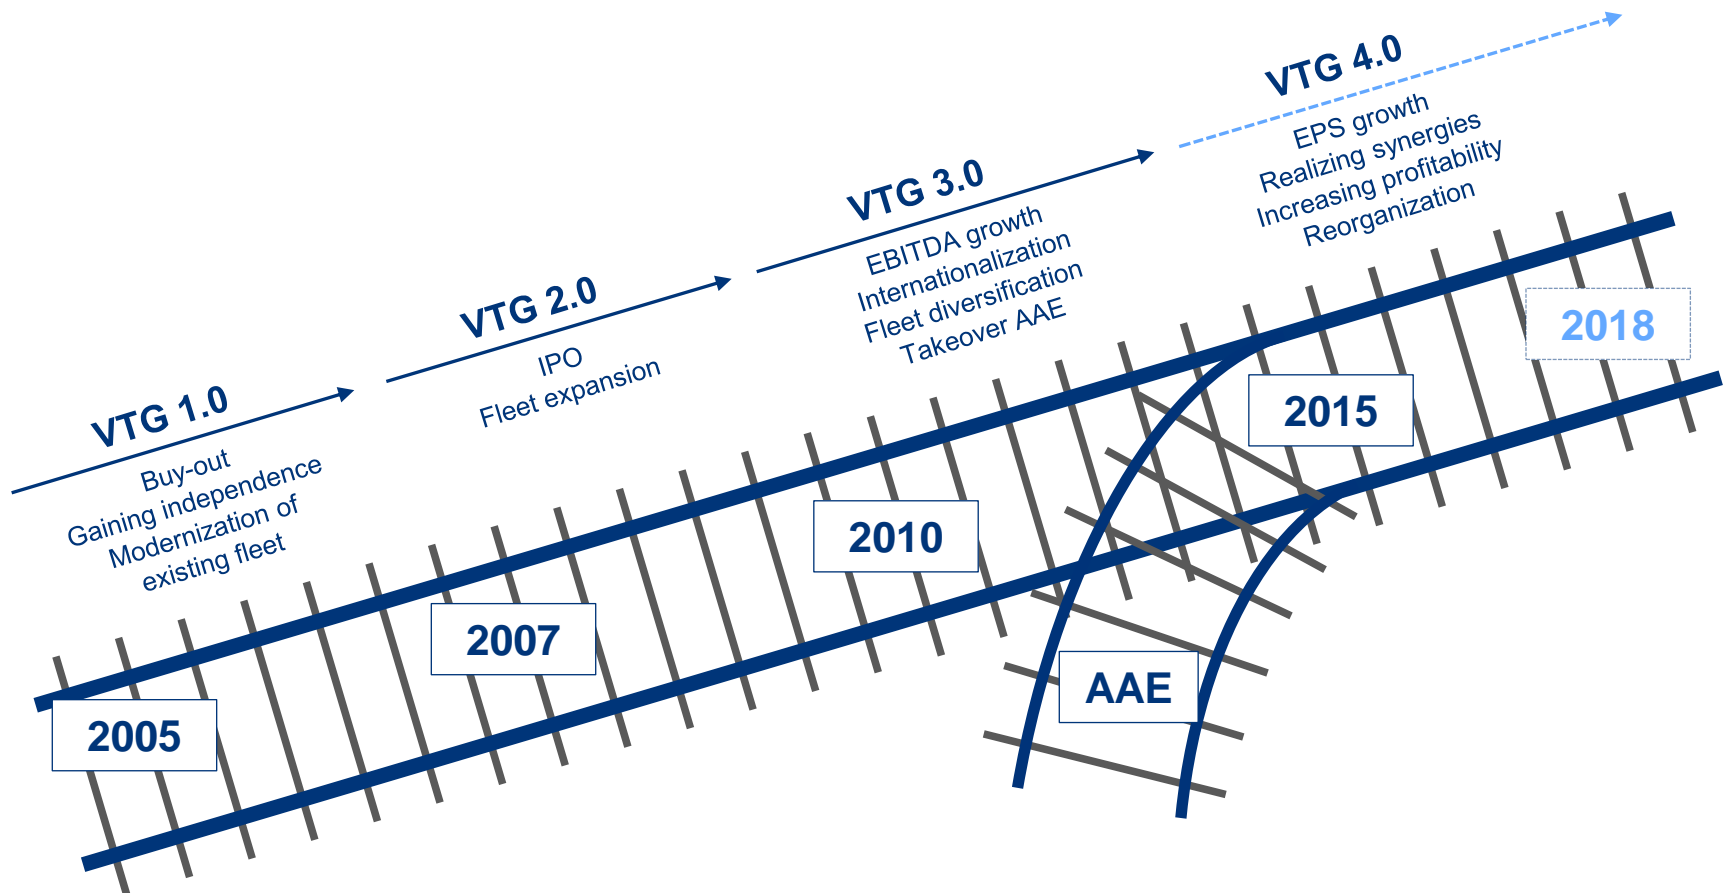 VTG 1.0
Buy-out
Gaining independence
Modernization of
existing fleet
VTG 2.0
IPO
Fleet expansion
VTG 3.0
EBITDA growth
Internationalization
Fleet diversification
Takeover AAE
VTG 4.0
EPS growth
Realizing synergies
Increasing profitability
Reorganization
2005
2007
2010
2015
2018
AAE